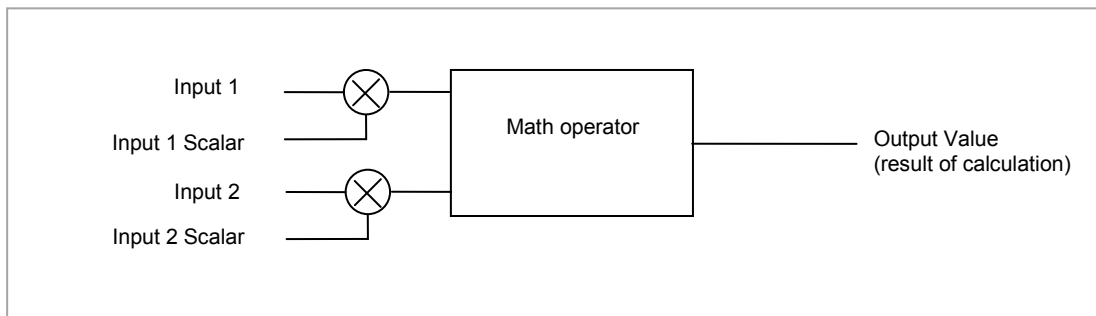 Input 1
Input 1 Scalar
Input 2
Input 2 Scalar
Math operator
Output Value
(result of calculation)